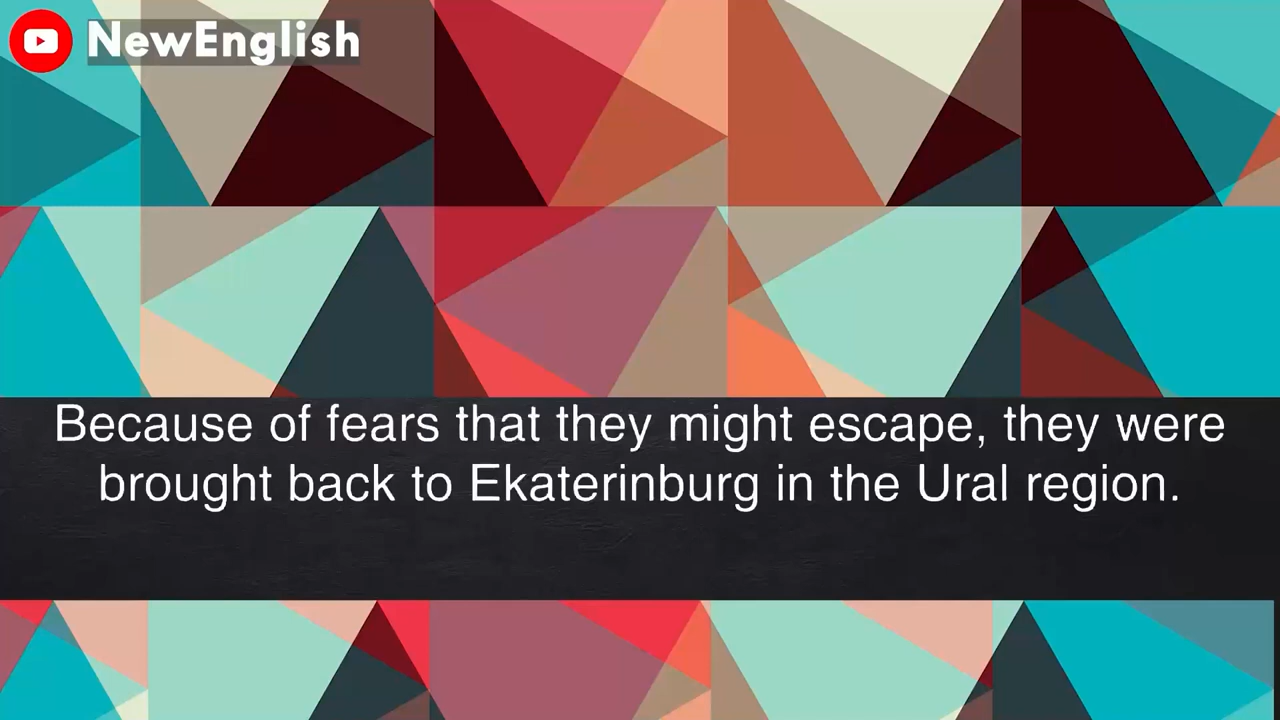 NewEnglish
Because of fears that they might escape, they were
brought back to Ekaterinburg in the Ural region.